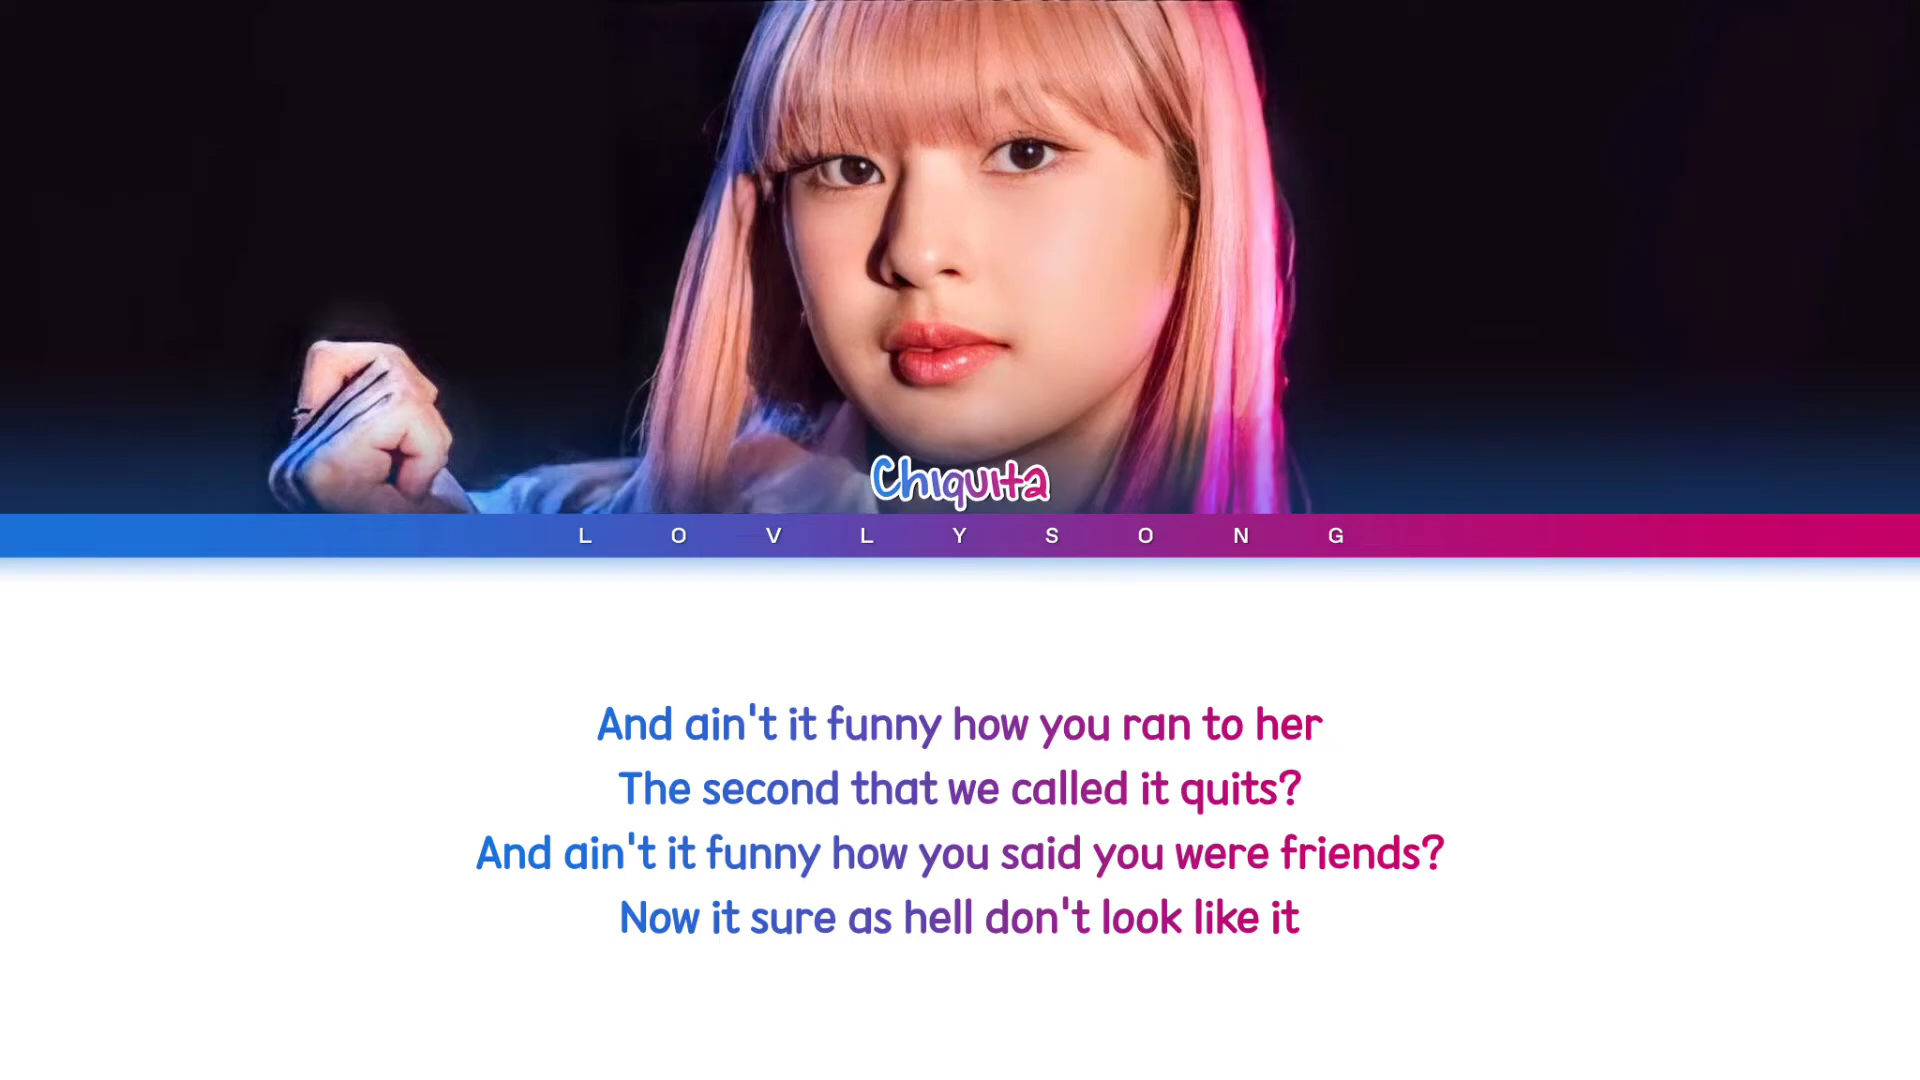 Chiquita
LOVLYSONG
And ain't it funny how you ran to her
The second that we called it quits?
And ain't it funny how you said you were friends?
Now it sure as hell don't look like it